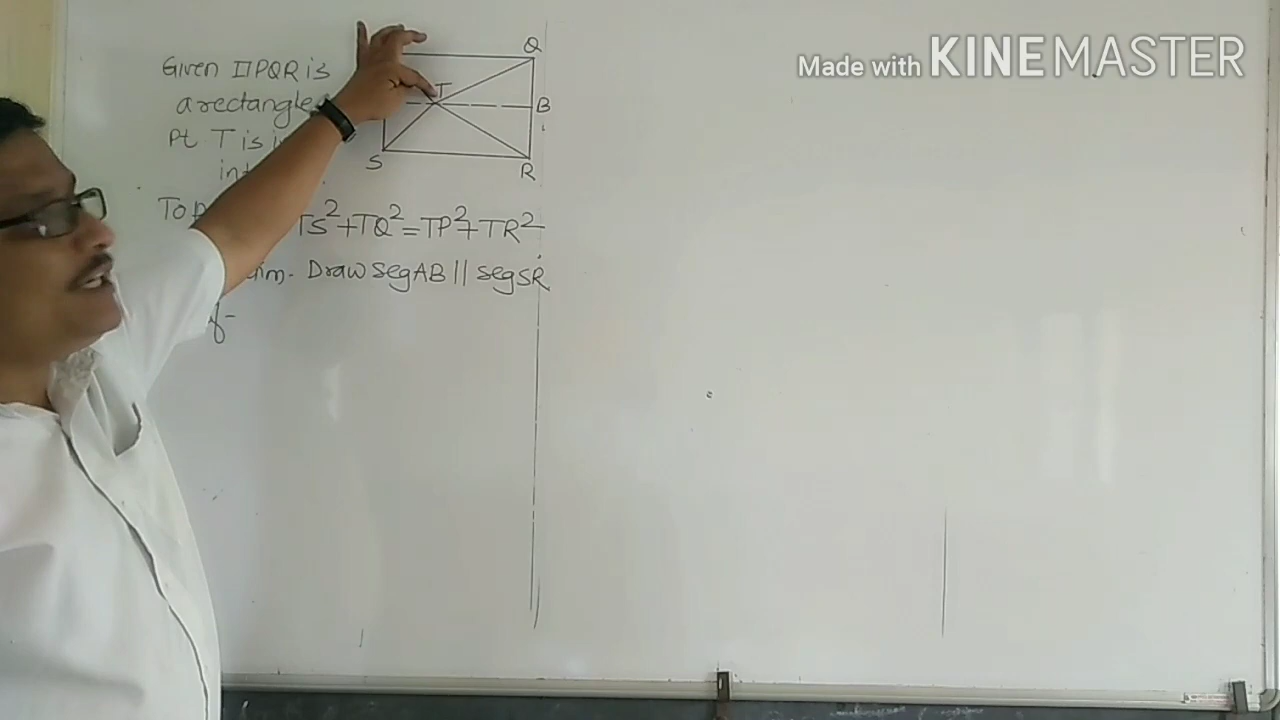 Made with KINEMASTER
Given □PQR is
a rectangle
Pt T is
TS²+TQ²=TP²+TR²
Draw seg AB || seg SR
Q
T
B
S
R